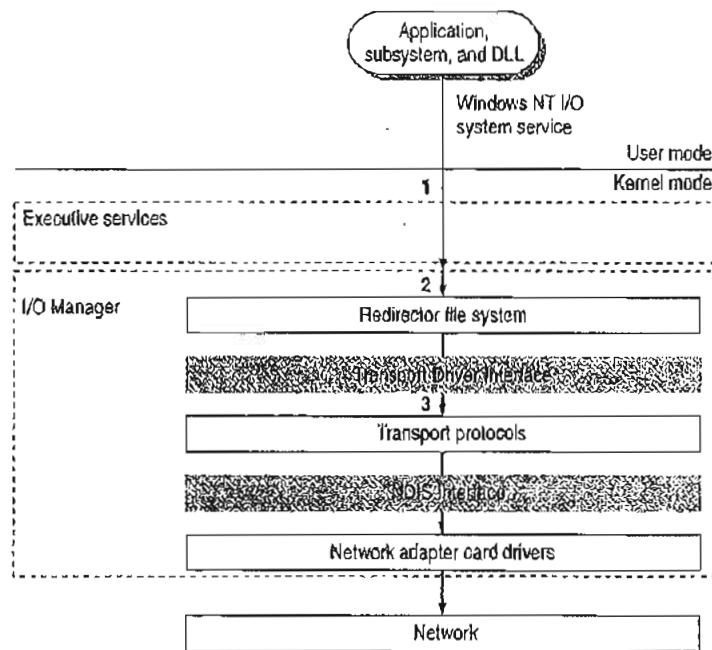 Application,
subsystem, and DLL
Windows NT I/O
system service
User mode
1
Kernel mode
Executive services
2
I/O Manager
Redirector file system
Transport Driver Interface
3
Transport protocols
NDIS Interface
Network adapter card drivers
Network